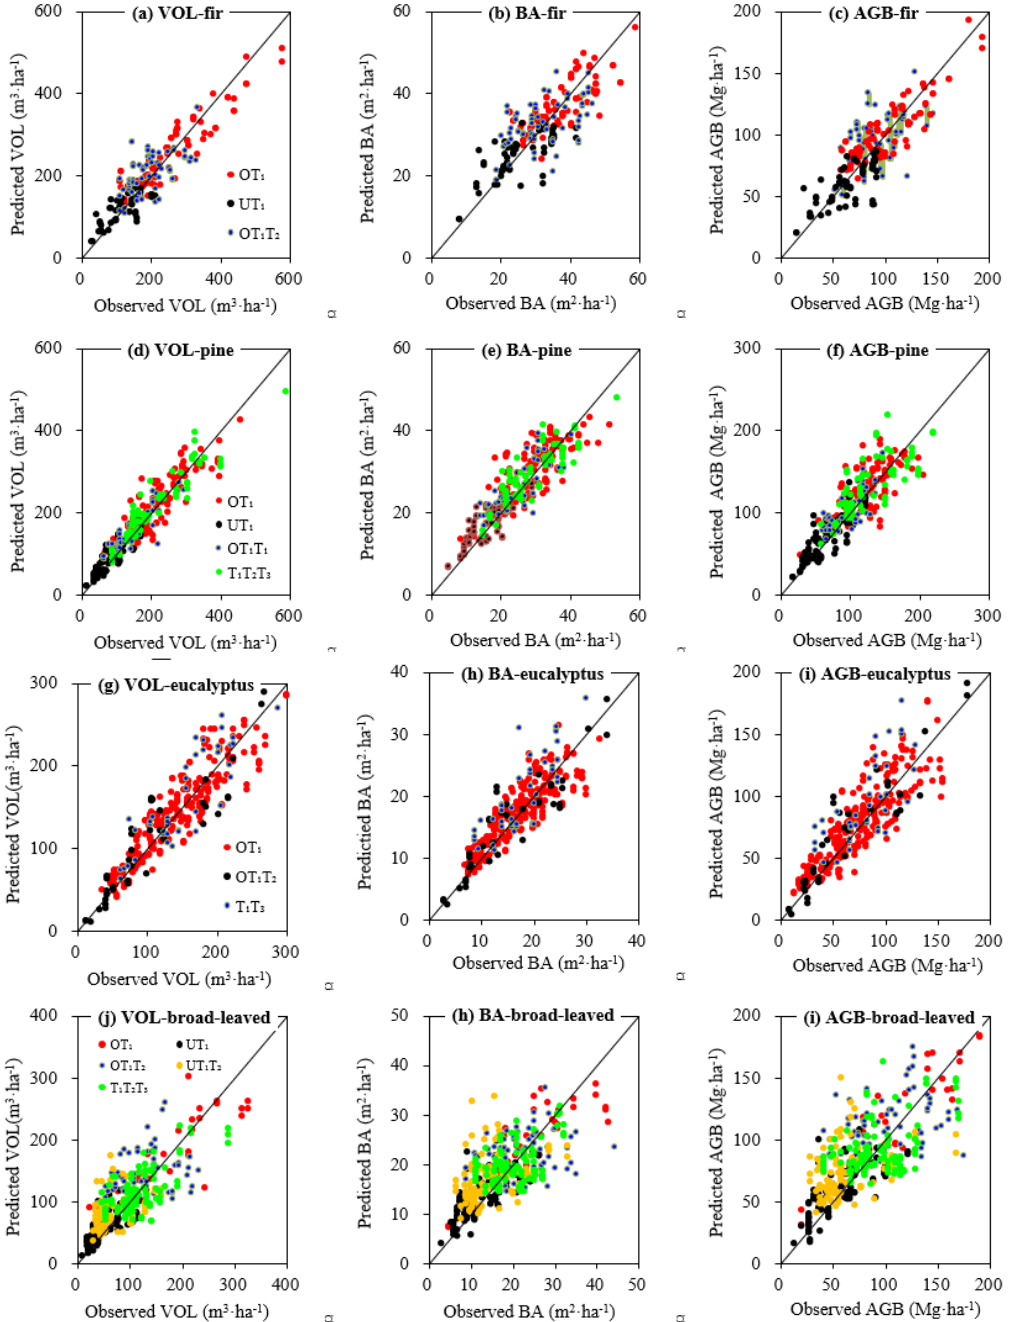 (a) VOL-fir
Predicted VOL (m³·ha⁻¹)
600
400
200
0
OT₁
UT₁
OT₁T₂
0 200 400 600
Observed VOL (m³·ha⁻¹)
(b) BA-fir
Predicted BA (m²·ha⁻¹)
60
40
20
0
0 20 40 60
Observed BA (m²·ha⁻¹)
(c) AGB-fir
Predicted AGB (Mg·ha⁻¹)
200
150
100
50
0
0 50 100 150 200
Observed AGB (Mg·ha⁻¹)
(d) VOL-pine
Predicted VOL (m³·ha⁻¹)
600
400
200
0
OT₁
UT₁
OT₁T₁
T₁T₂T₃
0 200 400 600
Observed VOL (m³·ha⁻¹)
(e) BA-pine
Predicted BA (m²·ha⁻¹)
60
40
20
0
0 20 40 60
Observed BA (m²·ha⁻¹)
(f) AGB-pine
Predicted AGB (Mg·ha⁻¹)
300
200
100
0
0 100 200 300
Observed AGB (Mg·ha⁻¹)
(g) VOL-eucalyptus
Predicted VOL(m³·ha⁻¹)
300
200
100
0
OT₁
OT₁T₂
T₁T₃
0 100 200 300
Observed VOL (m³·ha⁻¹)
(h) BA-eucalyptus
Predictied BA (m²·ha⁻¹)
40
30
20
10
0
0 10 20 30 40
Observed BA (m²·ha⁻¹)
(i) AGB-eucalyptus
Predicted AGB (Mg·ha⁻¹)
200
150
100
50
0
0 50 100 150 200
Observed AGB (Mg·ha⁻¹)
(j) VOL-broad-leaved
Predicted VOL(m³·ha⁻¹)
400
300
200
100
0
OT₁ UT₁
OT₁T₂ UT₁T₂
T₁T₂T₃
0 100 200 300 400
Observed VOL (m³·ha⁻¹)
(h) BA-broad-leaved
Predicted BA (m²·ha⁻¹)
50
40
30
20
10
0
0 10 20 30 40 50
Observed BA (m²·ha⁻¹)
(i) AGB-broad-leaved
Predicted AGB (Mg·ha⁻¹)
200
150
100
50
0
0 50 100 150 200
Observed AGB (Mg·ha⁻¹)